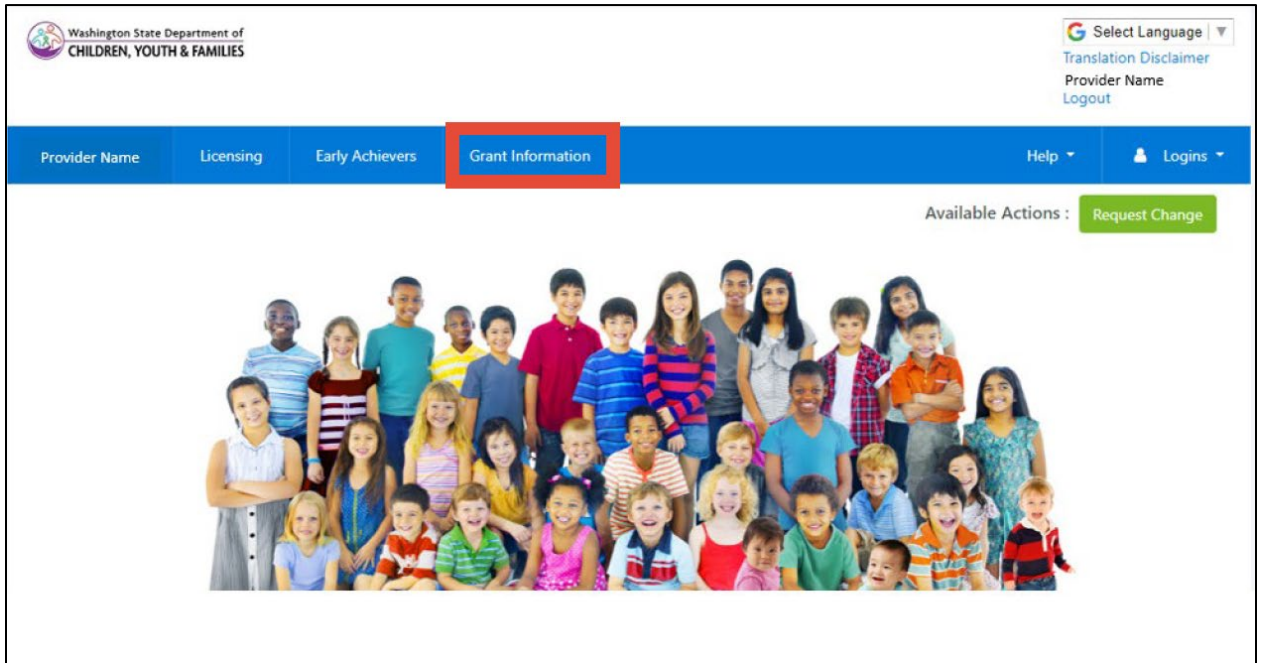 Washington State Department of
CHILDREN, YOUTH & FAMILIES
Select Language ▼
Translation Disclaimer
Provider Name
Logout
Provider Name Licensing Early Achievers Grant Information Help Logins
Available Actions : Request Change